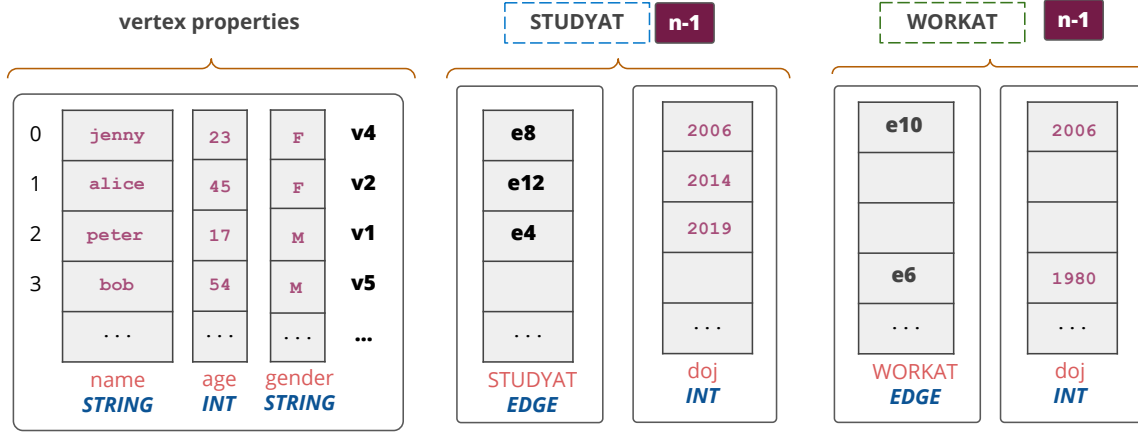 vertex properties
STUDYAT n-1
WORKAT n-1
0 jenny 23 F v4 e8 2006 e10 2006
1 alice 45 F v2 e12 2014
2 peter 17 M v1 e4 2019
3 bob 54 M v5 e6 1980
... ... ... ... ... ... ... ...
name age gender STUDYAT doj WORKAT doj
STRING INT STRING EDGE INT EDGE INT